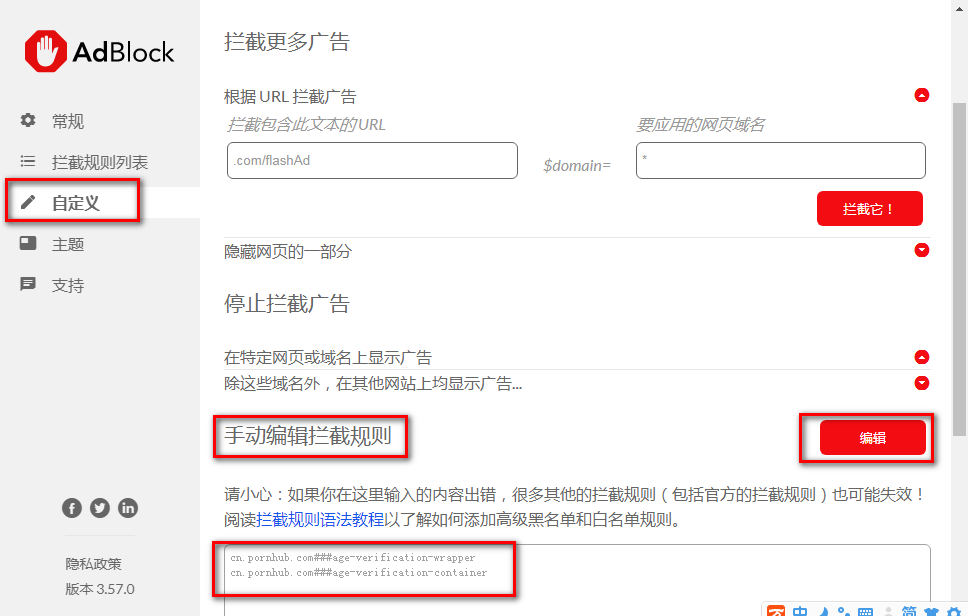 AdBlock
常规
拦截规则列表
自定义
主题
支持
隐私政策
版本 3.57.0
拦截更多广告
根据 URL 拦截广告
拦截包含此文本的 URL
要应用的网页域名
.com/flashAd
$domain=
*
拦截它！
隐藏网页的一部分
停止拦截广告
在特定网页或域名上显示广告
除这些域名外，在其他网站上均显示广告...
手动编辑拦截规则
编辑
请小心：如果你在这里输入的内容出错，很多其他的拦截规则（包括官方的拦截规则）也可能失效！
阅读拦截规则语法教程以了解如何添加高级黑名单和白名单规则。
cn.pornhub.com###age-verification-wrapper
cn.pornhub.com###age-verification-container
中
简